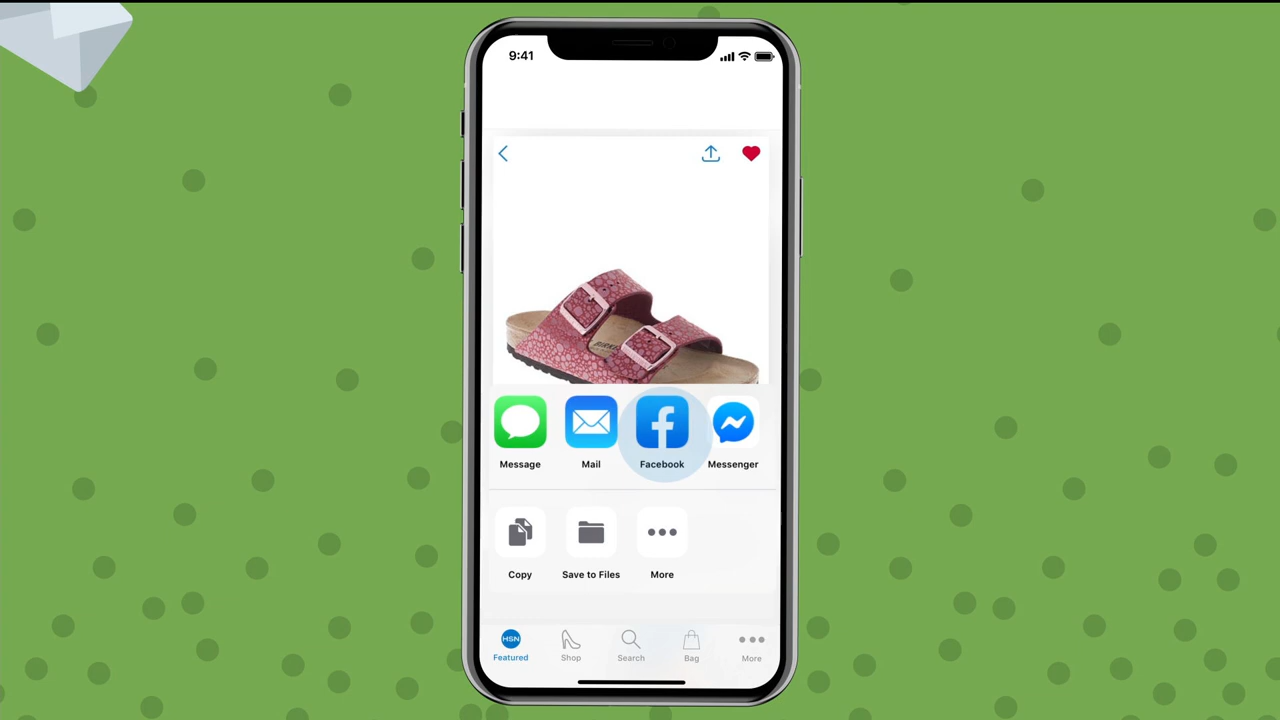 9:41
Message Mail Facebook Messenger
Copy Save to Files More
HSN
Featured Shop Search Bag More